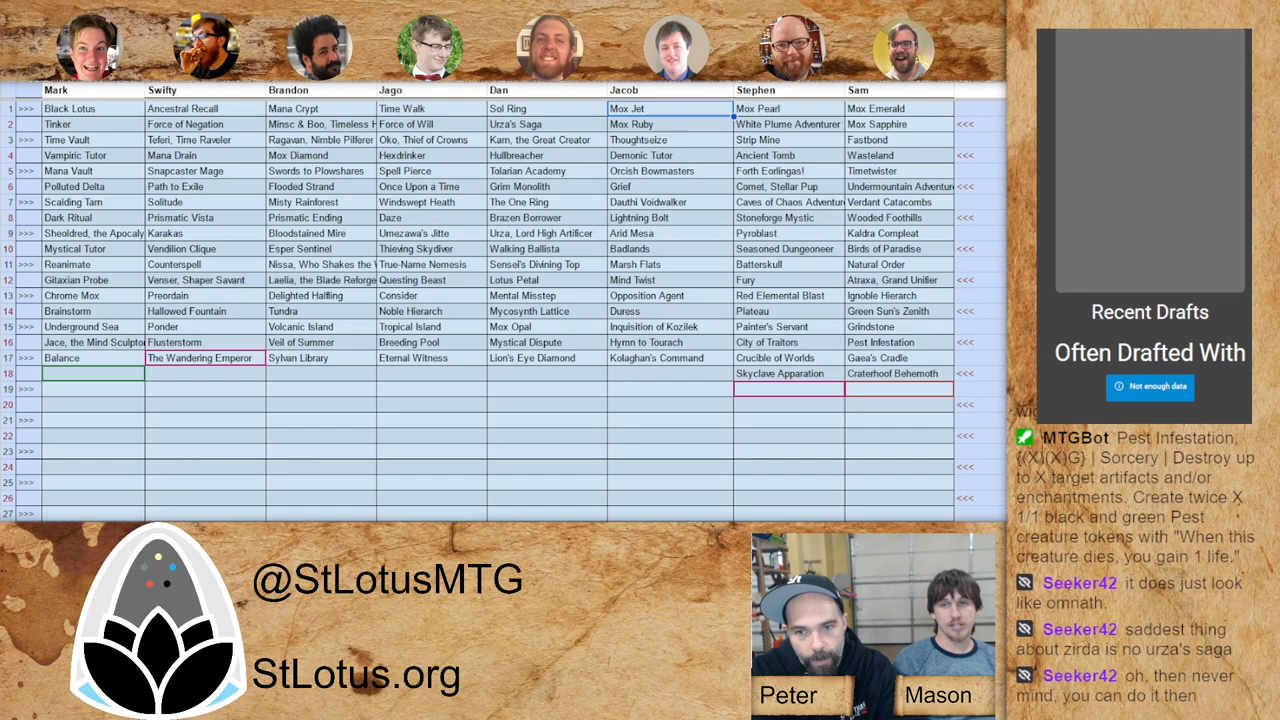 Mark Swifty Brandon Jago Dan Jacob Stephen Sam
1 >>> Black Lotus Ancestral Recall Mana Crypt Time Walk Sol Ring Mox Jet Mox Pearl Mox Emerald
2 Tinker Force of Negation Minsc & Boo, Timeless H Force of Will Urza's Saga Mox Ruby White Plume Adventurer Mox Sapphire <<<
3 >>> Time Vault Teferi, Time Raveler Ragavan, Nimble Pilferer Oko, Thief of Crowns Karn, the Great Creator Thoughtseize Strip Mine Fastbond
4 Vampiric Tutor Mana Drain Mox Diamond Hexdrinker Hullbreacher Demonic Tutor Ancient Tomb Wasteland <<<
5 >>> Mana Vault Snapcaster Mage Swords to Plowshares Spell Pierce Tolarian Academy Orcish Bowmasters Forth Eorlingas! Timetwister
6 Polluted Delta Path to Exile Flooded Strand Once Upon a Time Grim Monolith Grief Comet, Stellar Pup Undermountain Adventure <<<
7 >>> Scalding Tarn Solitude Misty Rainforest Windswept Heath The One Ring Dauthi Voidwalker Caves of Chaos Adventur Verdant Catacombs
8 Dark Ritual Prismatic Vista Prismatic Ending Daze Brazen Borrower Lightning Bolt Stoneforge Mystic Wooded Foothills <<<
9 >>> Sheoldred, the Apocaly Karakas Bloodstained Mire Umezawa's Jitte Urza, Lord High Artificer Arid Mesa Pyroblast Kaldra Compleat
10 Mystical Tutor Vendilion Clique Esper Sentinel Thieving Skydiver Walking Ballista Badlands Seasoned Dungeoneer Birds of Paradise <<<
11 >>> Reanimate Counterspell Nissa, Who Shakes the True-Name Nemesis Sensei's Divining Top Marsh Flats Batterskull Natural Order
12 Gitaxian Probe Venser, Shaper Savant Laelia, the Blade Reforge Questing Beast Lotus Petal Mind Twist Fury Atraxa, Grand Unifier <<<
13 >>> Chrome Mox Preordain Delighted Halfling Consider Mental Misstep Opposition Agent Red Elemental Blast Ignoble Hierarch
14 Brainstorm Hallowed Fountain Tundra Noble Hierarch Mycosynth Lattice Duress Plateau Green Sun's Zenith <<<
15 >>> Underground Sea Ponder Volcanic Island Tropical Island Mox Opal Inquisition of Kozilek Painter's Servant Grindstone
16 Jace, the Mind Sculptor Flusterstorm Veil of Summer Breeding Pool Mystic Dispute Hymn to Tourach City of Traitors Pest Infestation <<<
17 >>> Balance The Wandering Emperor Sylvan Library Eternal Witness Lion's Eye Diamond Kolaghan's Command Crucible of Worlds Gaea's Cradle
18 Skyclave Apparation Craterhoof Behemoth <<<
19 >>>
20 <<<
21 >>>
22 <<<
23 >>>
24 <<<
25 >>>
26 <<<
27 >>>
Recent Drafts
Often Drafted With
Not enough data
MTGBot Pest Infestation,
{(X)(X)G} | Sorcery | Destroy up
to X target artifacts and/or
enchantments. Create twice X
1/1 black and green Pest
creature tokens with "When this
creature dies, you gain 1 life."
Seeker42 it does just look
like omnath.
Seeker42 saddest thing
about zirda is no urza's saga
Seeker42 oh, then never
mind, you can do it then
@StLotusMTG
StLotus.org
Peter
Mason